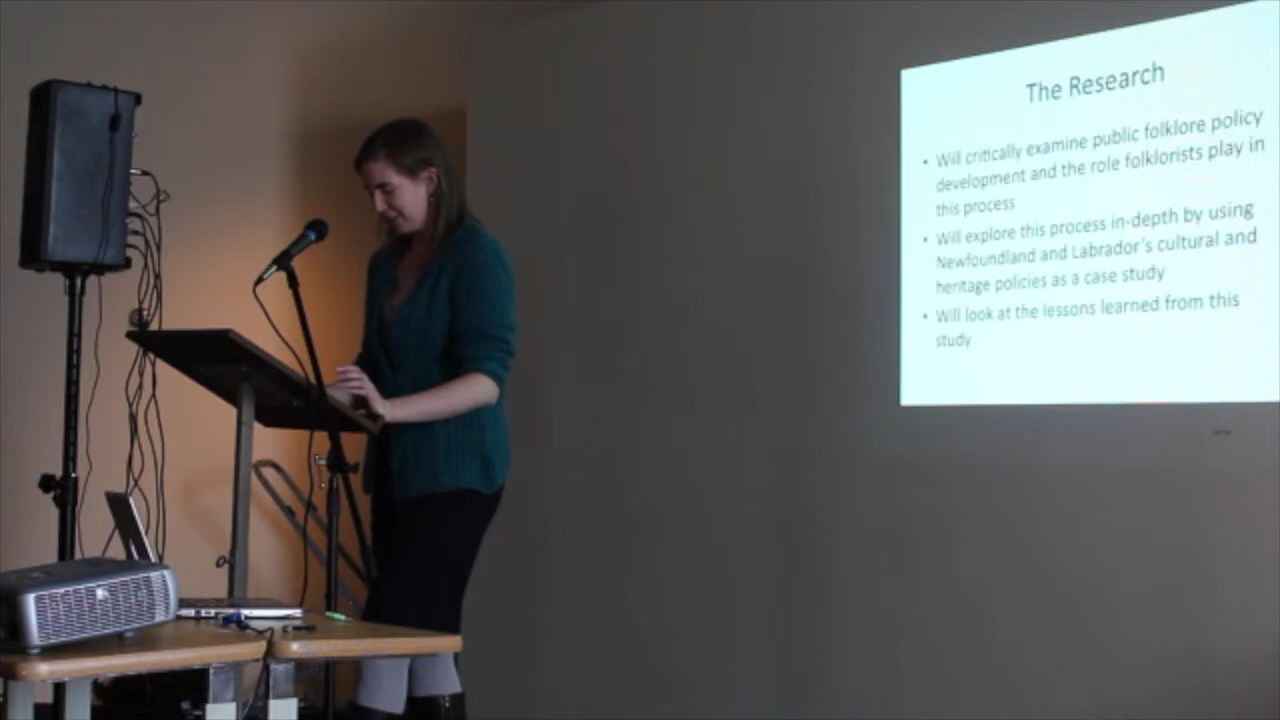 The Research
• Will critically examine public folklore policy
development and the role folklorists play in
this process
• Will explore this process in-depth by using
Newfoundland and Labrador's cultural and
heritage policies as a case study
• Will look at the lessons learned from this
study